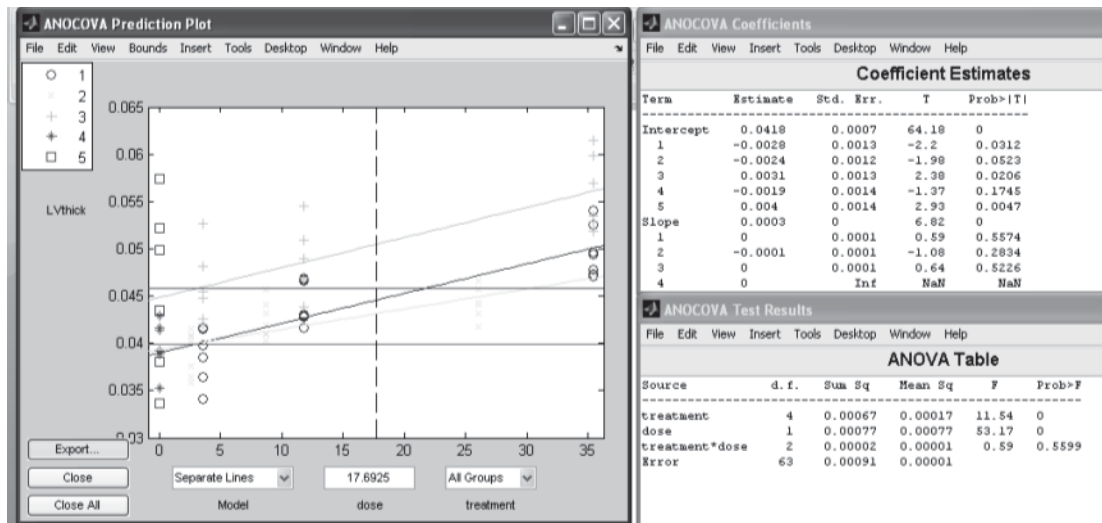 ANOCOVA Prediction Plot
File Edit View Bounds Insert Tools Desktop Window Help
1
2
3
4
5
LVthick
0.065
0.06
0.055
0.05
0.045
0.04
0.035
0.03
0 5 10 15 20 25 30 35
Export...
Close
Close All
Separate Lines
17.6925
All Groups
Model
dose
treatment
ANOCOVA Coefficients
File Edit View Insert Tools Desktop Window Help
Coefficient Estimates
Term Estimate Std. Err. T Prob>|T|
Intercept 0.0418 0.0007 64.18 0
1 -0.0028 0.0013 -2.2 0.0312
2 -0.0024 0.0012 -1.98 0.0523
3 0.0031 0.0013 2.38 0.0206
4 -0.0019 0.0014 -1.37 0.1745
5 0.004 0.0014 2.93 0.0047
Slope 0.0003 0 6.82 0
1 0 0.0001 0.59 0.5574
2 -0.0001 0.0001 -1.08 0.2834
3 0 0.0001 0.64 0.5226
4 0 Inf NaN NaN
ANOCOVA Test Results
File Edit View Insert Tools Desktop Window Help
ANOVA Table
Source d.f. Sum Sq Mean Sq F Prob>F
treatment 4 0.00067 0.00017 11.54 0
dose 1 0.00077 0.00077 53.17 0
treatment*dose 2 0.00002 0.00001 0.59 0.5599
Error 63 0.00091 0.00001